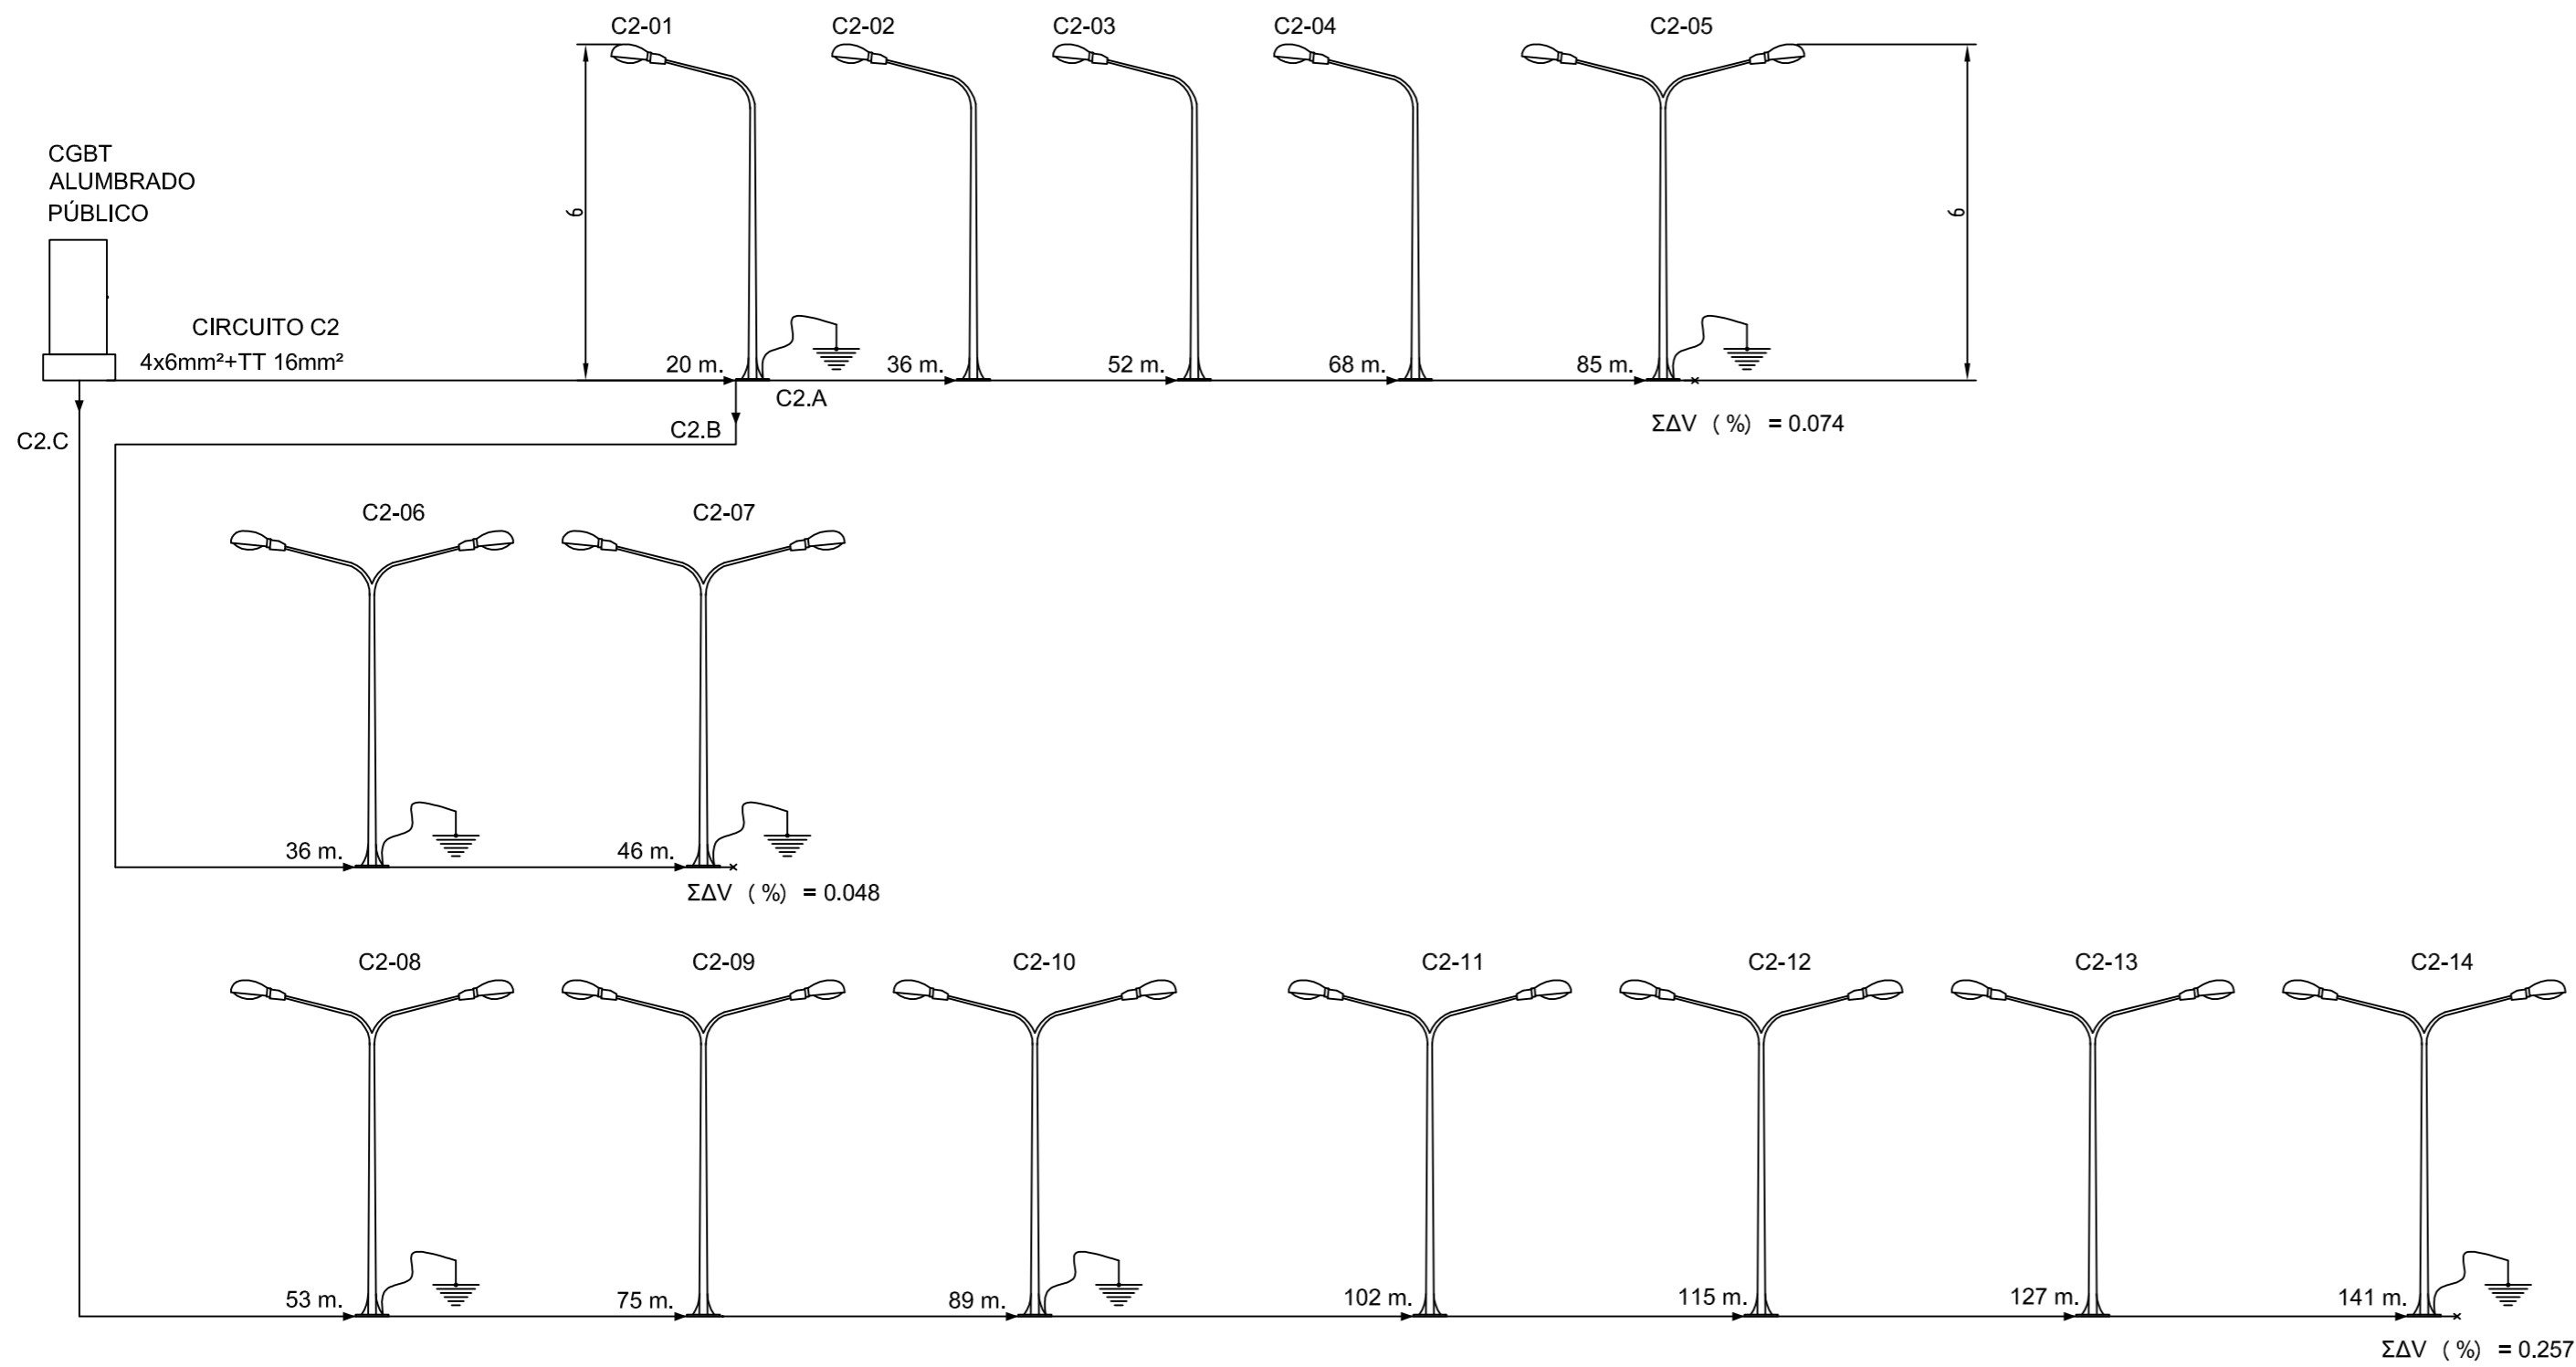 C2-01
C2-02
C2-03
C2-04
C2-05
CGBT
ALUMBRADO
PÚBLICO
6
6
CIRCUITO C2
4x6mm²+TT 16mm²
20 m.
36 m.
52 m.
68 m.
85 m.
C2.A
C2.B
C2.C
ΣΔV (%) = 0.074
C2-06
C2-07
36 m.
46 m.
ΣΔV (%) = 0.048
C2-08
C2-09
C2-10
C2-11
C2-12
C2-13
C2-14
53 m.
75 m.
89 m.
102 m.
115 m.
127 m.
141 m.
ΣΔV (%) = 0.257